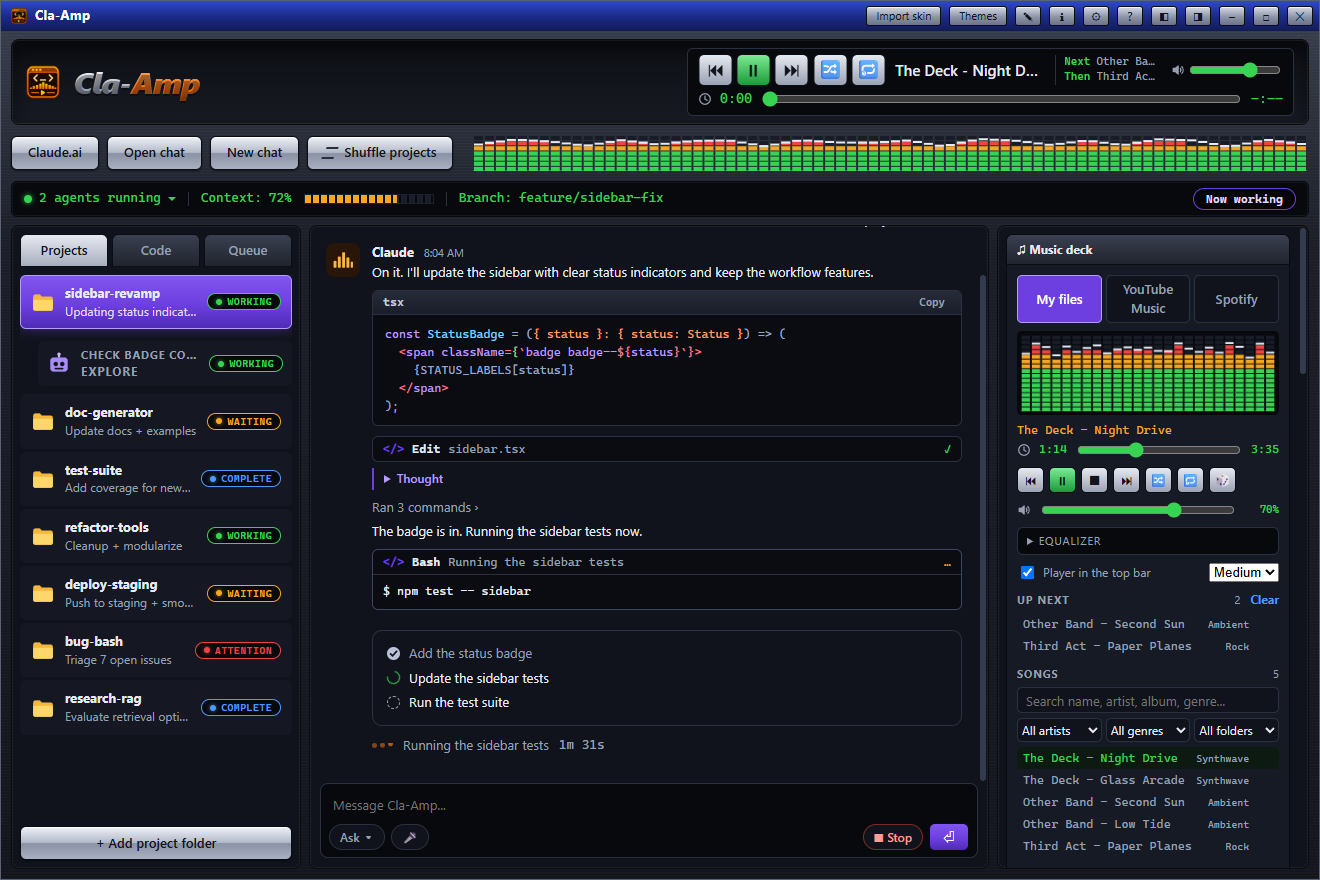 Cla-Amp
Import skin
Themes
Cla-Amp
The Deck - Night D...
Next Other Ba...
Then Third Ac...
0:00
-:--
Claude.ai
Open chat
New chat
Shuffle projects
2 agents running
Context: 72%
Branch: feature/sidebar-fix
Now working
Projects
Code
Queue
sidebar-revamp
Updating status indicat...
WORKING
CHECK BADGE CO...
EXPLORE
WORKING
doc-generator
Update docs + examples
WAITING
test-suite
Add coverage for new...
COMPLETE
refactor-tools
Cleanup + modularize
WORKING
deploy-staging
Push to staging + smo...
WAITING
bug-bash
Triage 7 open issues
ATTENTION
research-rag
Evaluate retrieval opti...
COMPLETE
+ Add project folder
Claude 8:04 AM
On it. I'll update the sidebar with clear status indicators and keep the workflow features.
tsx
Copy
const StatusBadge = ({ status }: { status: Status }) => (
<span className={`badge badge--${status}`}>
{STATUS_LABELS[status]}
</span>
);
</> Edit sidebar.tsx ✓
Thought
Ran 3 commands ›
The badge is in. Running the sidebar tests now.
</> Bash Running the sidebar tests …
$ npm test -- sidebar
Add the status badge
Update the sidebar tests
Run the test suite
Running the sidebar tests 1m 31s
Message Cla-Amp...
Ask
Stop
♫ Music deck
My files
YouTube
Music
Spotify
The Deck - Night Drive
1:14
3:35
70%
EQUALIZER
Player in the top bar
Medium
UP NEXT 2 Clear
Other Band - Second Sun Ambient
Third Act - Paper Planes Rock
SONGS 5
Search name, artist, album, genre...
All artists
All genres
All folders
The Deck - Night Drive Synthwave
The Deck - Glass Arcade Synthwave
Other Band - Second Sun Ambient
Other Band - Low Tide Ambient
Third Act - Paper Planes Rock